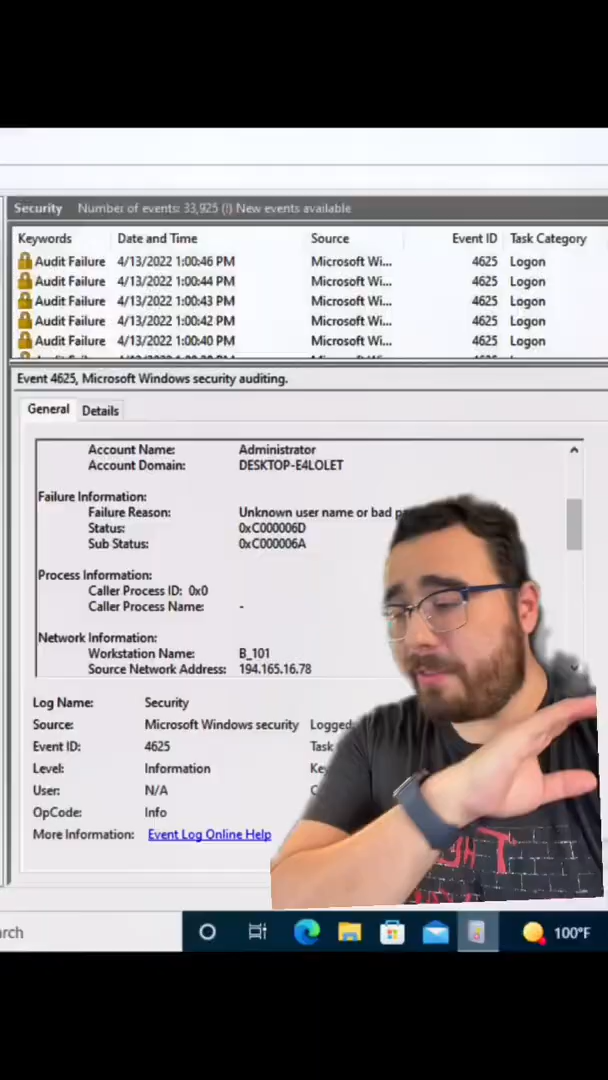 Security Number of events: 33,925 (!) New events available
Keywords Date and Time Source Event ID Task Category
Audit Failure 4/13/2022 1:00:46 PM Microsoft Wi... 4625 Logon
Audit Failure 4/13/2022 1:00:44 PM Microsoft Wi... 4625 Logon
Audit Failure 4/13/2022 1:00:43 PM Microsoft Wi... 4625 Logon
Audit Failure 4/13/2022 1:00:42 PM Microsoft Wi... 4625 Logon
Audit Failure 4/13/2022 1:00:40 PM Microsoft Wi... 4625 Logon
Event 4625, Microsoft Windows security auditing.
General Details
Account Name: Administrator
Account Domain: DESKTOP-E4LOLET
Failure Information:
Failure Reason: Unknown user name or bad
Status: 0xC000006D
Sub Status: 0xC000006A
Process Information:
Caller Process ID: 0x0
Caller Process Name: -
Network Information:
Workstation Name: B_101
Source Network Address: 194.165.16.78
Log Name: Security
Source: Microsoft Windows security Logged:
Event ID: 4625 Task
Level: Information
User: N/A
OpCode: Info
More Information: Event Log Online Help
100°F